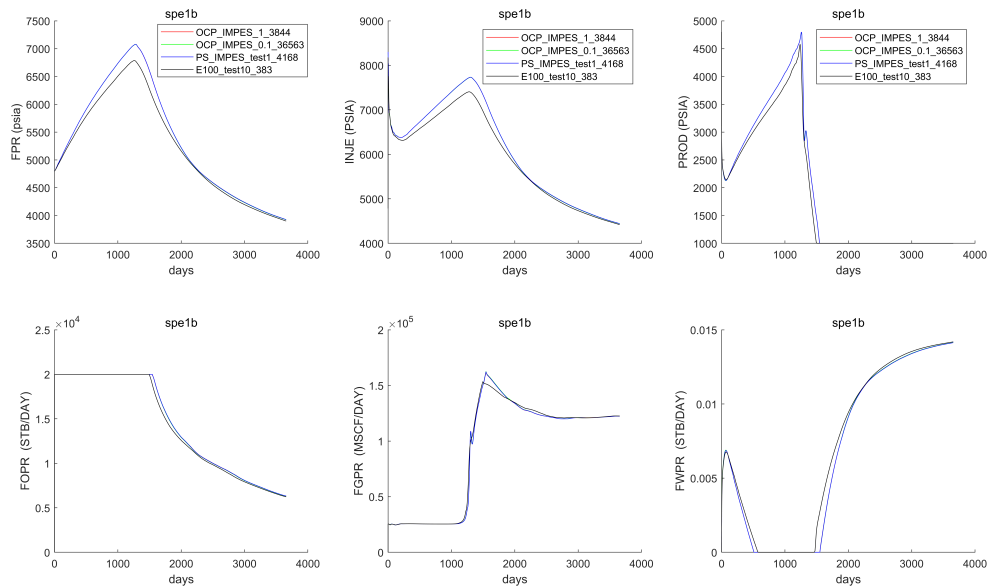 spe1b
7500
7000
6500
6000
5500
5000
4500
4000
3500
FPR (psia)
OCP_IMPES_1_3844
OCP_IMPES_0.1_36563
PS_IMPES_test1_4168
E100_test10_383
0 1000 2000 3000 4000
days
spe1b
9000
8000
7000
6000
5000
4000
INJE (PSIA)
OCP_IMPES_1_3844
OCP_IMPES_0.1_36563
PS_IMPES_test1_4168
E100_test10_383
0 1000 2000 3000 4000
days
spe1b
5000
4500
4000
3500
3000
2500
2000
1500
1000
PROD (PSIA)
OCP_IMPES_1_3844
OCP_IMPES_0.1_36563
PS_IMPES_test1_4168
E100_test10_383
0 1000 2000 3000 4000
days
spe1b
×10⁴
2.5
2
1.5
1
0.5
0
FOPR (STB/DAY)
0 1000 2000 3000 4000
days
spe1b
×10⁵
2
1.5
1
0.5
0
FGPR (MSCF/DAY)
0 1000 2000 3000 4000
days
spe1b
0.015
0.01
0.005
0
FWPR (STB/DAY)
0 1000 2000 3000 4000
days